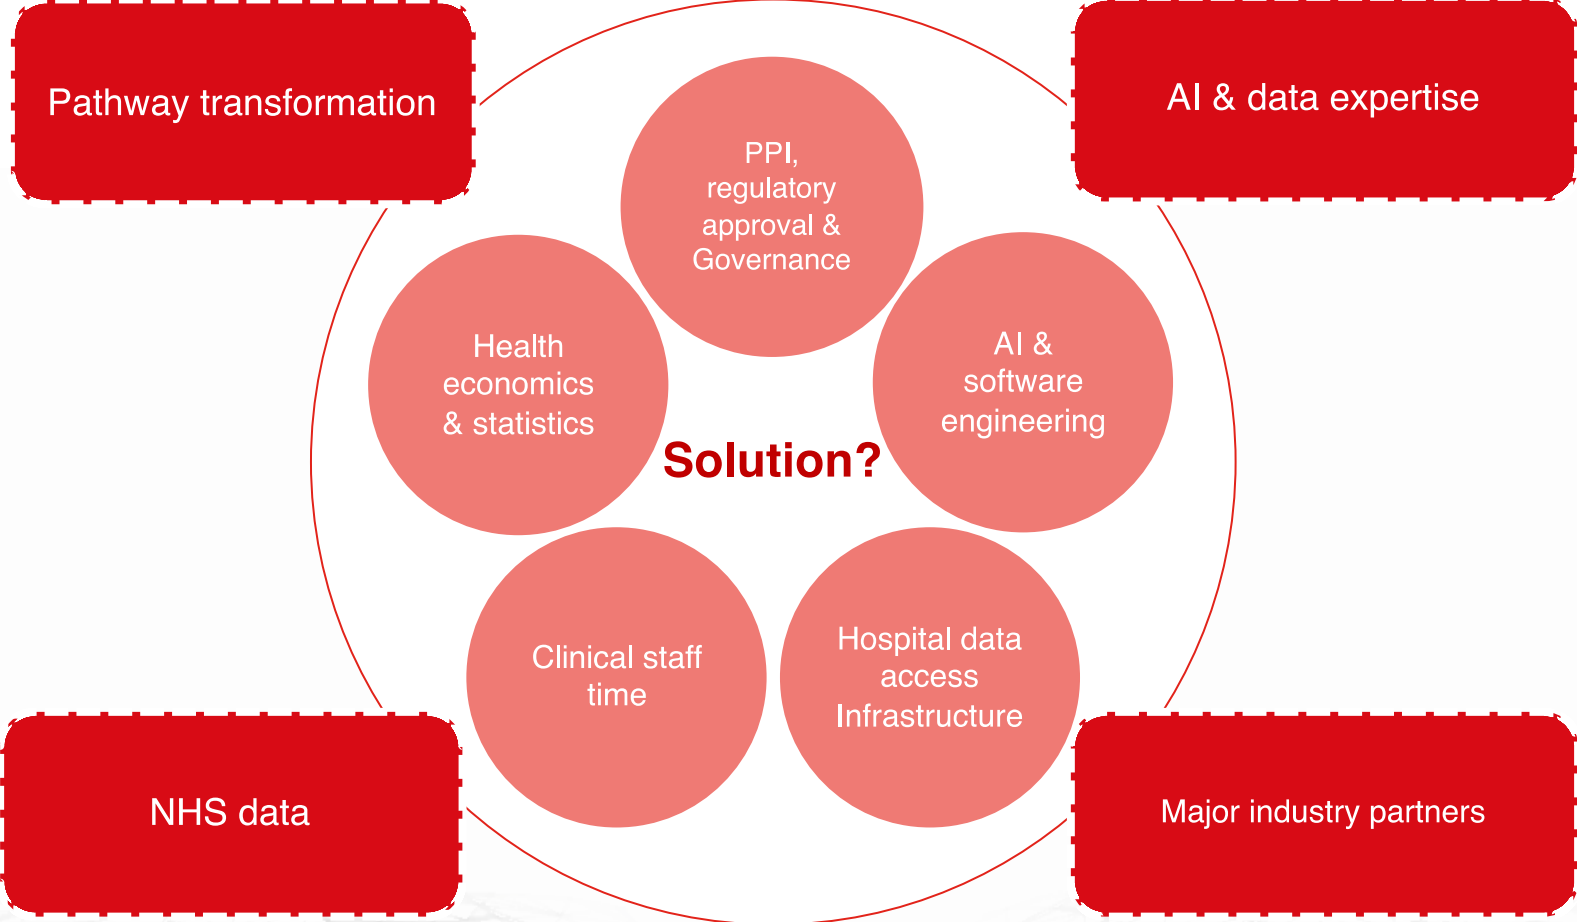 Pathway transformation
AI & data expertise
PPI,
regulatory
approval &
Governance
Health
economics
& statistics
AI &
software
engineering
Solution?
Clinical staff
time
Hospital data
access
Infrastructure
NHS data
Major industry partners